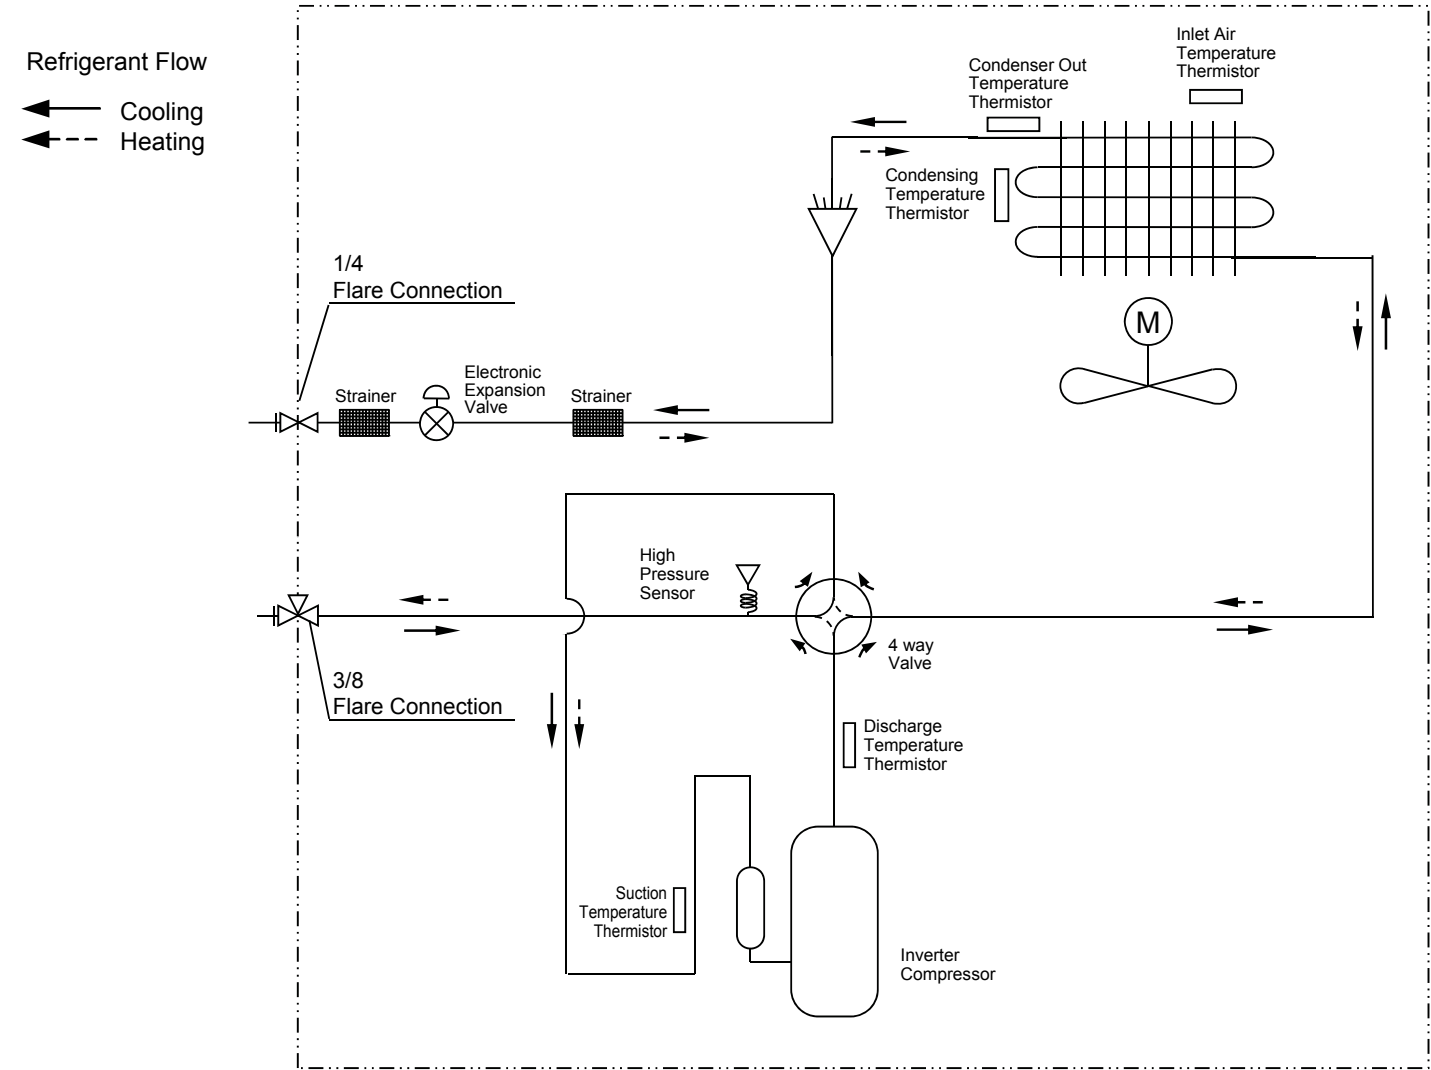 Refrigerant Flow
Cooling
Heating
Inlet Air
Temperature
Thermistor
Condenser Out
Temperature
Thermistor
Condensing
Temperature
Thermistor
1/4
Flare Connection
M
Strainer
Electronic
Expansion
Valve
Strainer
High
Pressure
Sensor
4 way
Valve
3/8
Flare Connection
Discharge
Temperature
Thermistor
Suction
Temperature
Thermistor
Inverter
Compressor